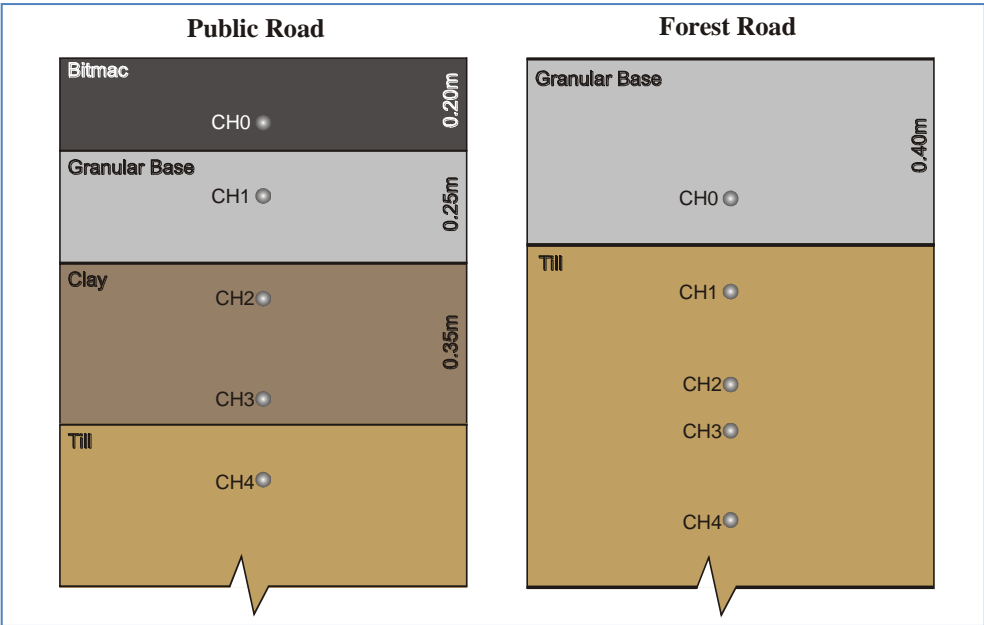 Public Road
Bitmac
0.20m
CH0
Granular Base
CH1
0.25m
Clay
CH2
0.35m
CH3
Till
CH4
Forest Road
Granular Base
0.40m
CH0
Till
CH1
CH2
CH3
CH4